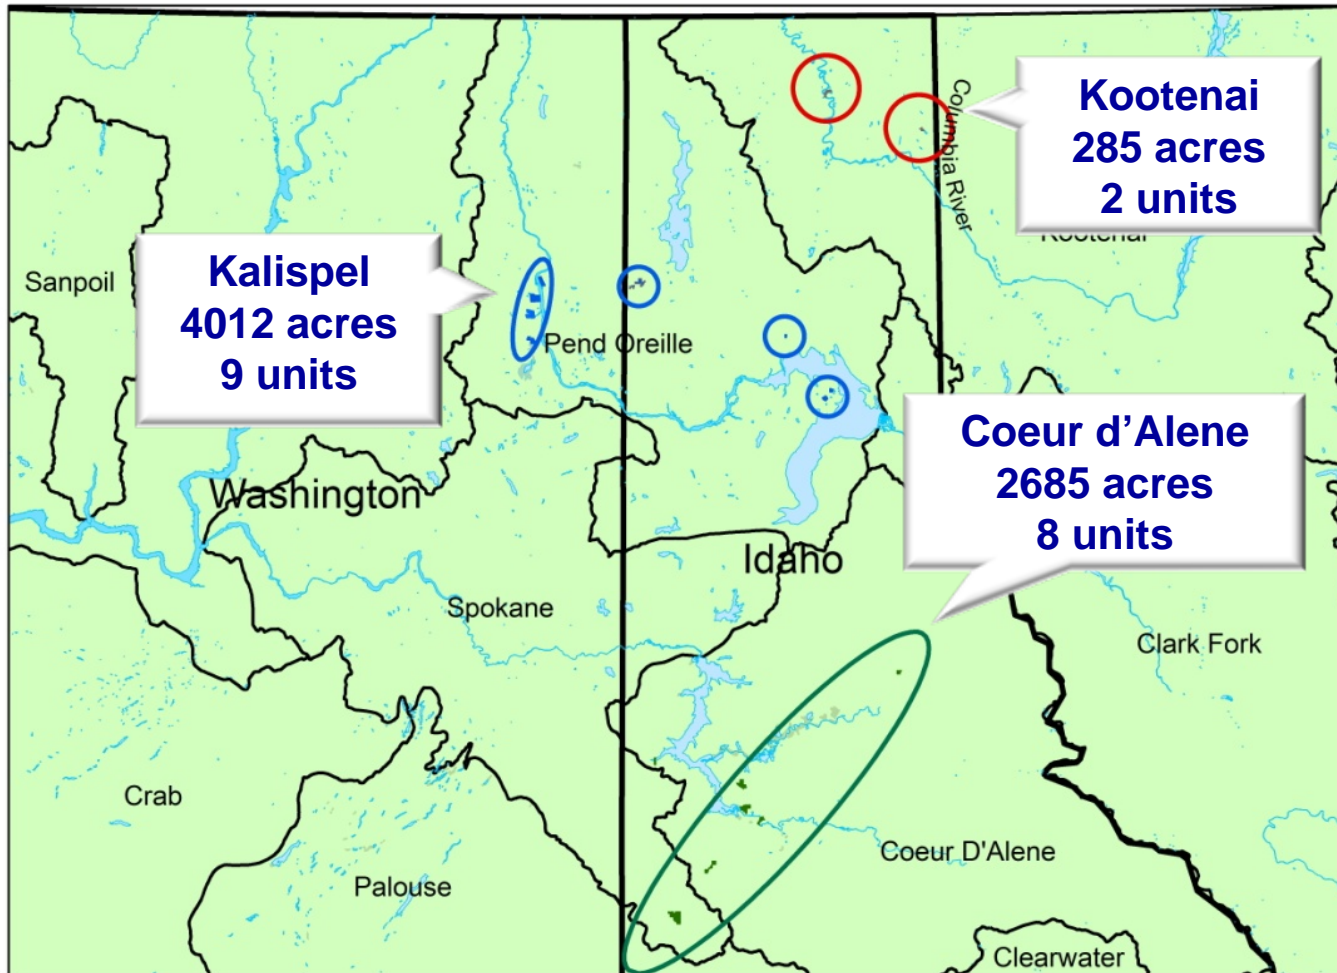 Kootenai
285 acres
2 units
Columbia River
Kootenai
Kalispel
4012 acres
9 units
Sanpoil
Pend Oreille
Coeur d’Alene
2685 acres
8 units
Washington
Idaho
Spokane
Clark Fork
Crab
Coeur D'Alene
Palouse
Clearwater